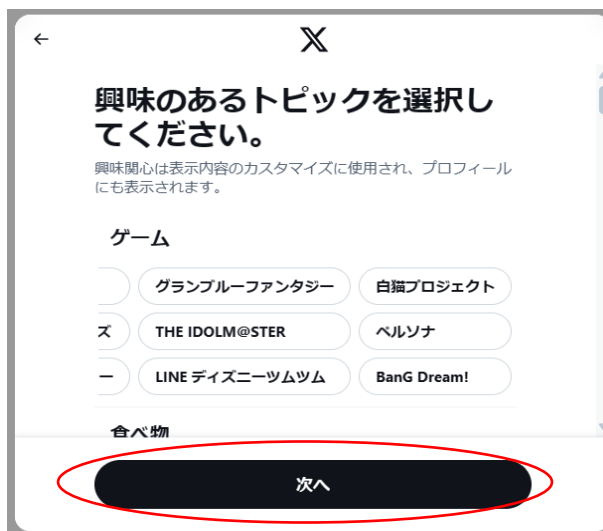 興味のあるトピックを選択し
てください。
興味関心は表示内容のカスタマイズに使用され、プロフィール
にも表示されます。
ゲーム
グランブルーファンタジー 白猫プロジェクト
ズ THE IDOLM@STER ペルソナ
ー LINE ディズニーツムツム BanG Dream!
食べ物
次へ